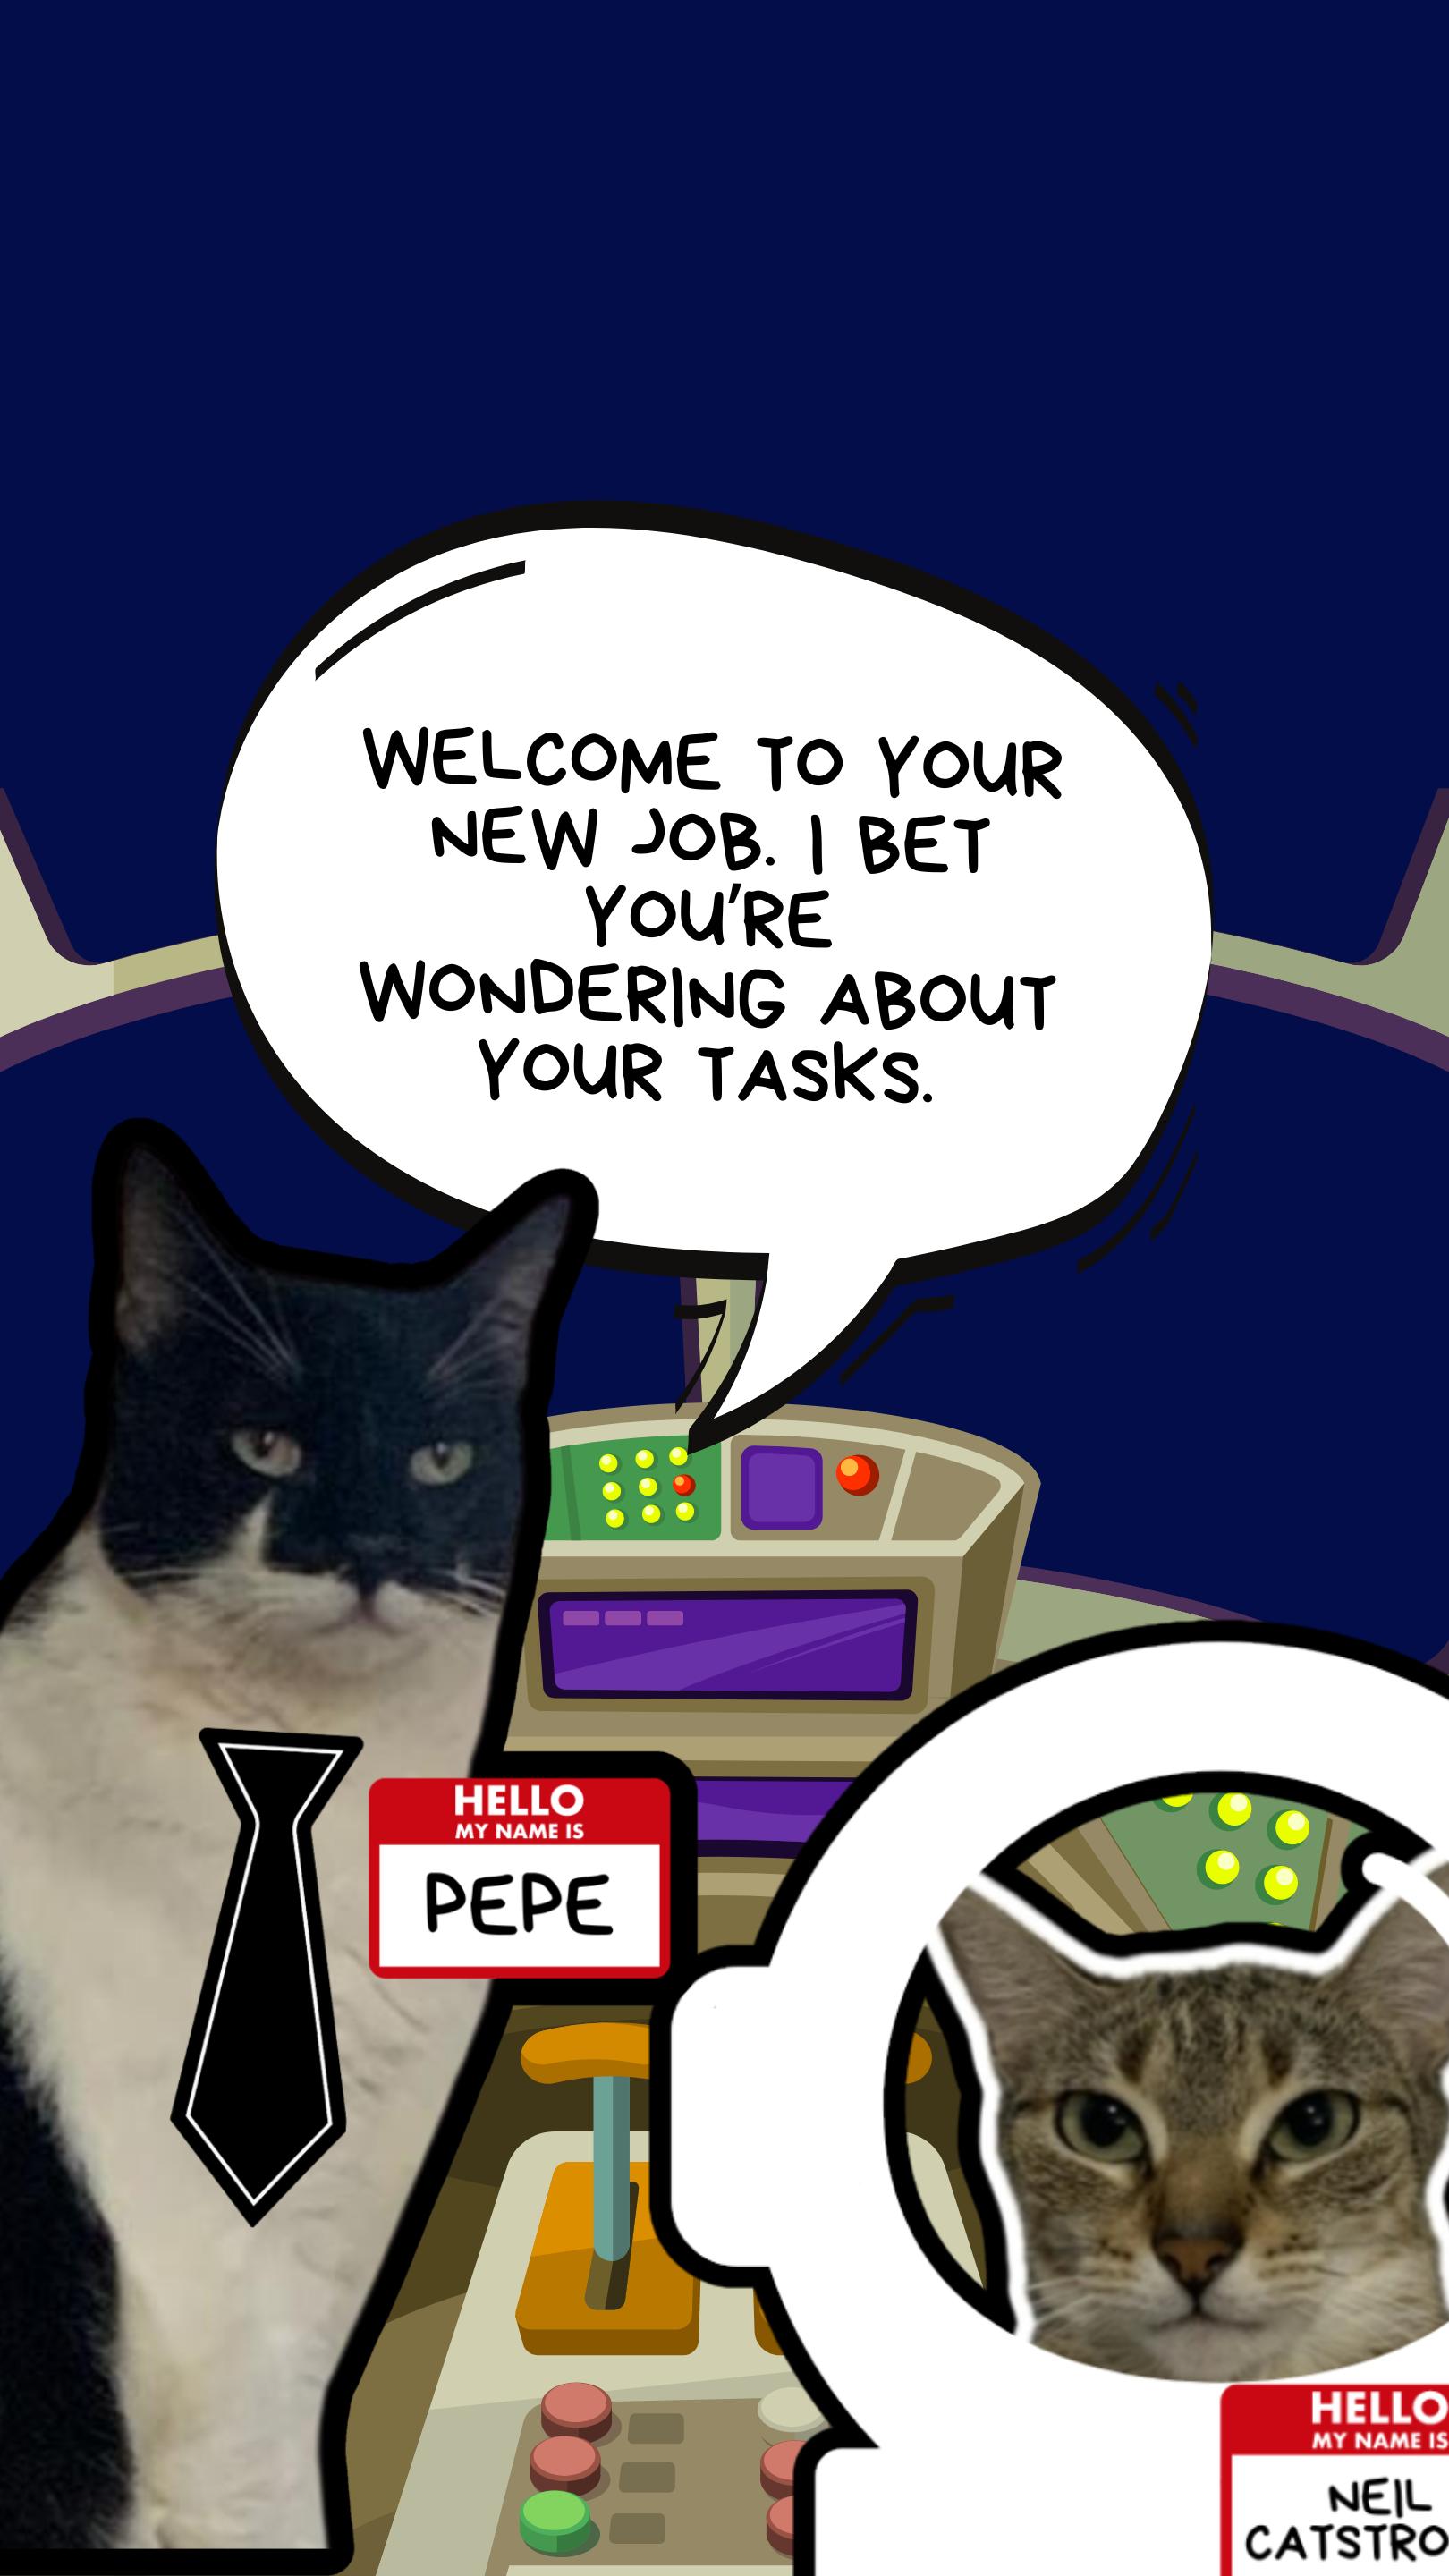 WELCOME TO YOUR
NEW JOB. I BET
YOU'RE
WONDERING ABOUT
YOUR TASKS.
HELLO
MY NAME IS
PEPE
HELLO
MY NAME IS
NEIL
CATSTRO